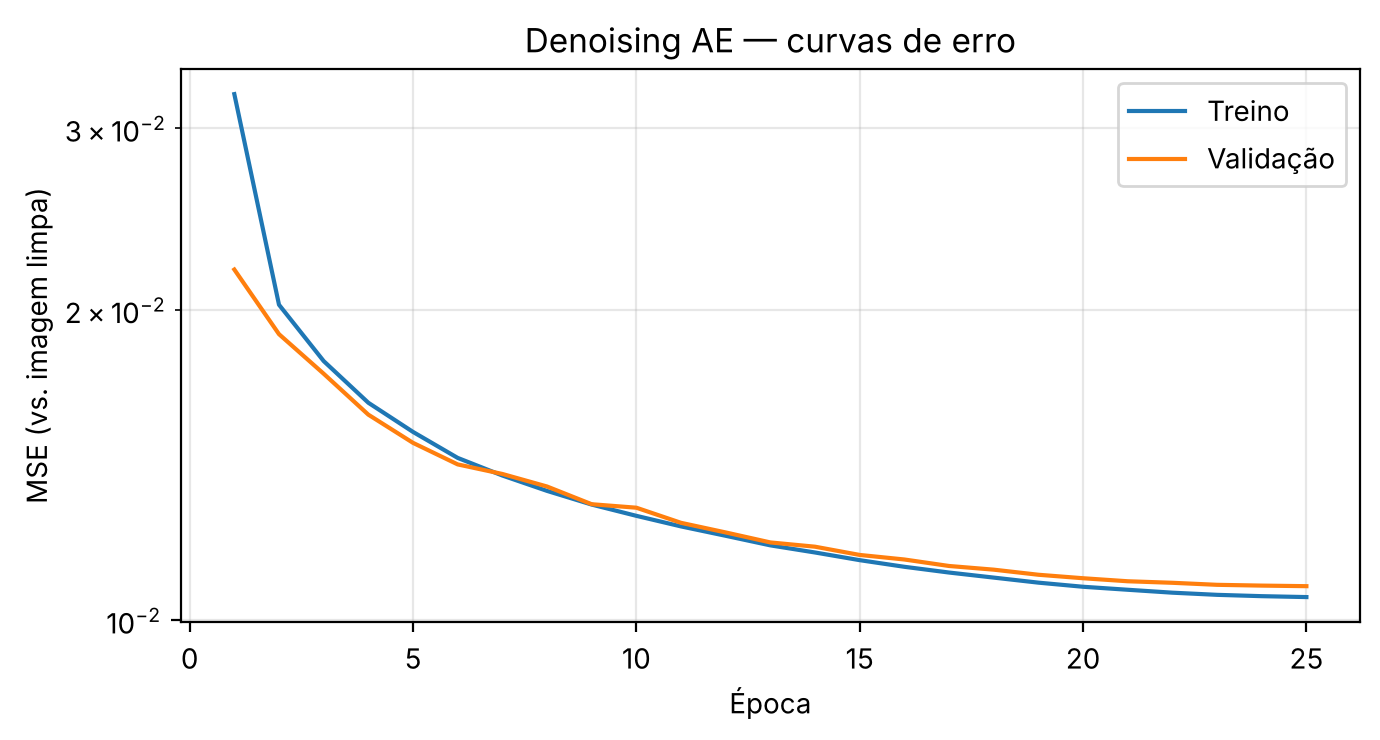 Denoising AE — curvas de erro
Treino
Validação
MSE (vs. imagem limpa)
3 × 10⁻²
2 × 10⁻²
10⁻²
0 5 10 15 20 25
Época